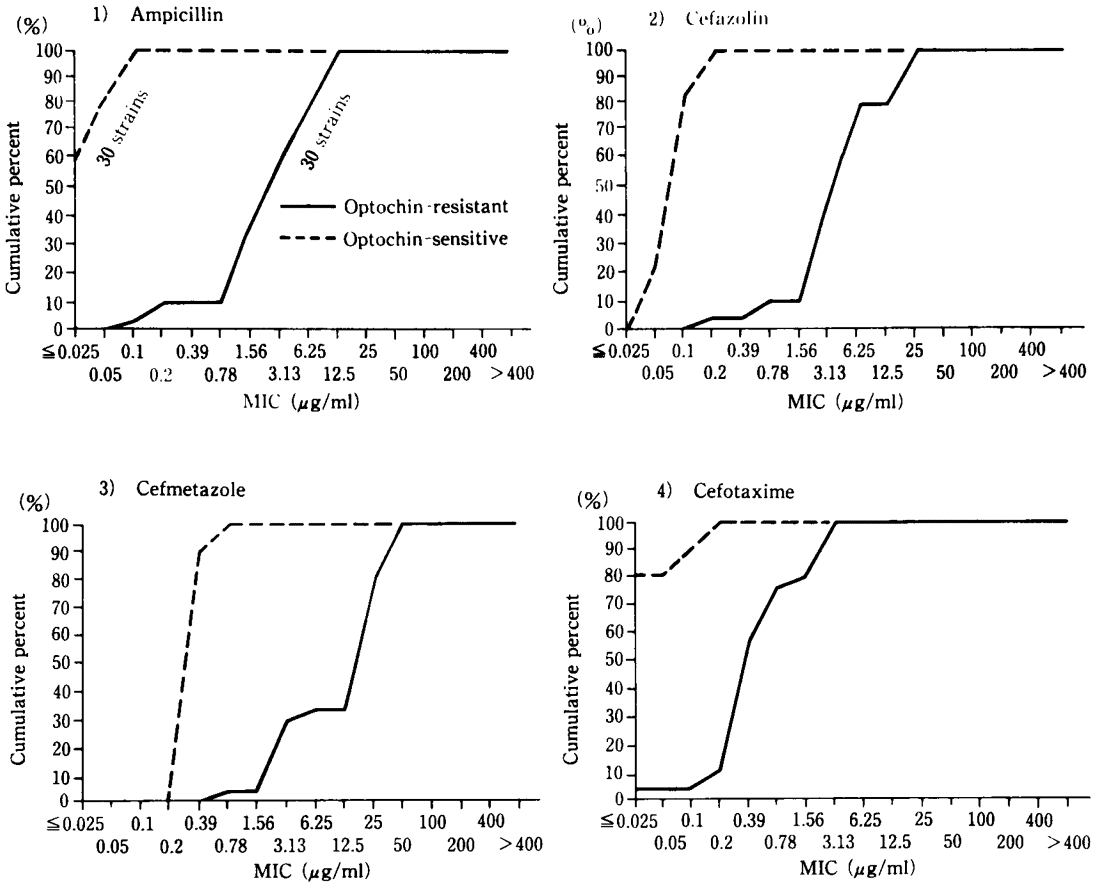 1) Ampicillin
(%)
100
90
80
70
60
50
40
30
20
10
0
Cumulative percent
30 strains
30 strains
Optochin-resistant
Optochin-sensitive
≦0.025 0.1 0.39 1.56 6.25 25 100 400
0.05 0.2 0.78 3.13 12.5 50 200 >400
MIC (μg/ml)
2) Cefazolin
(%)
100
90
80
70
60
50
40
30
20
10
0
Cumulative percent
≦0.025 0.1 0.39 1.56 6.25 25 100 400
0.05 0.2 0.78 3.13 12.5 50 200 >400
MIC (μg/ml)
3) Cefmetazole
(%)
100
90
80
70
60
50
40
30
20
10
0
Cumulative percent
≦0.025 0.1 0.39 1.56 6.25 25 100 400
0.05 0.2 0.78 3.13 12.5 50 200 >400
MIC (μg/ml)
4) Cefotaxime
(%)
100
90
80
70
60
50
40
30
20
10
0
Cumulative percent
≦0.025 0.1 0.39 1.56 6.25 25 100 400
0.05 0.2 0.78 3.13 12.5 50 200 >400
MIC (μg/ml)